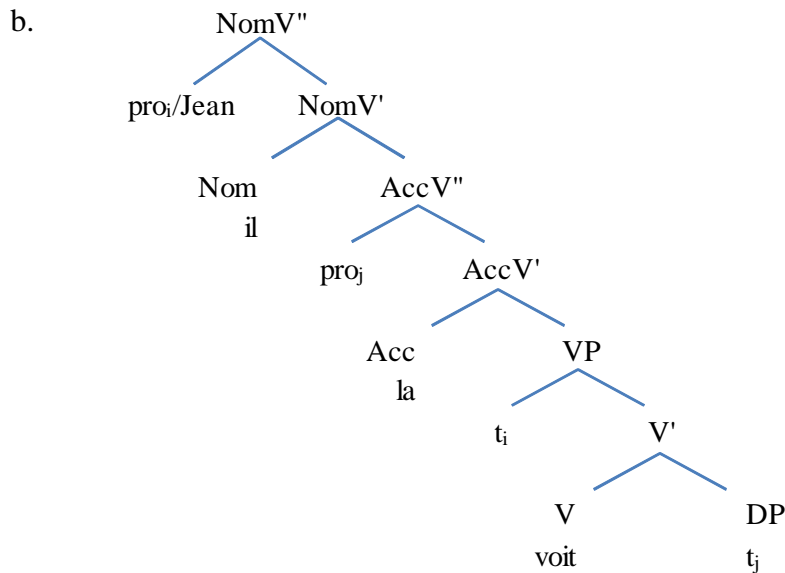 b.
NomV"
proi/Jean NomV'
Nom AccV"
il
proj AccV'
Acc VP
la
ti V'
V DP
voit tj